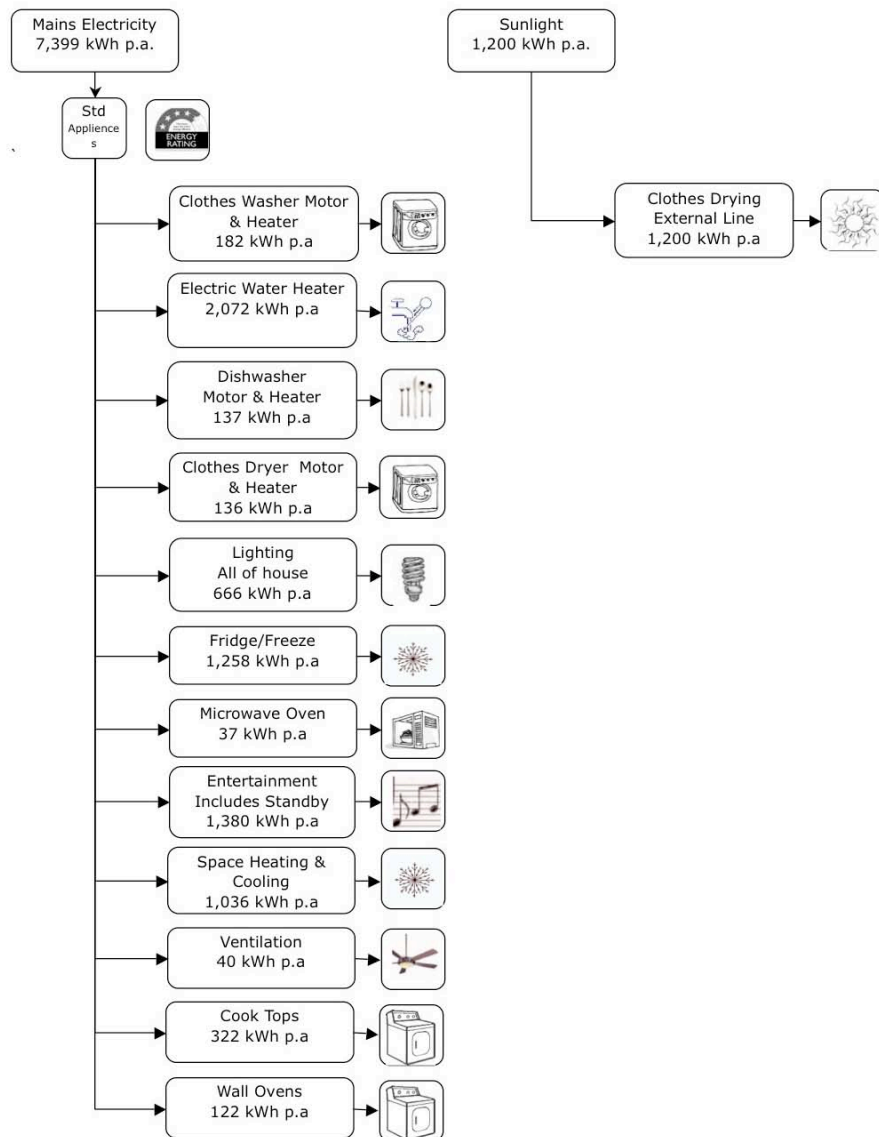 Mains Electricity
7,399 kWh p.a.
Sunlight
1,200 kWh p.a.
Std
Applience
s
ENERGY
RATING
`
Clothes Washer Motor
& Heater
182 kWh p.a
Clothes Drying
External Line
1,200 kWh p.a
Electric Water Heater
2,072 kWh p.a
Dishwasher
Motor & Heater
137 kWh p.a
Clothes Dryer Motor
& Heater
136 kWh p.a
Lighting
All of house
666 kWh p.a
Fridge/Freeze
1,258 kWh p.a
Microwave Oven
37 kWh p.a
Entertainment
Includes Standby
1,380 kWh p.a
Space Heating &
Cooling
1,036 kWh p.a
Ventilation
40 kWh p.a
Cook Tops
322 kWh p.a
Wall Ovens
122 kWh p.a